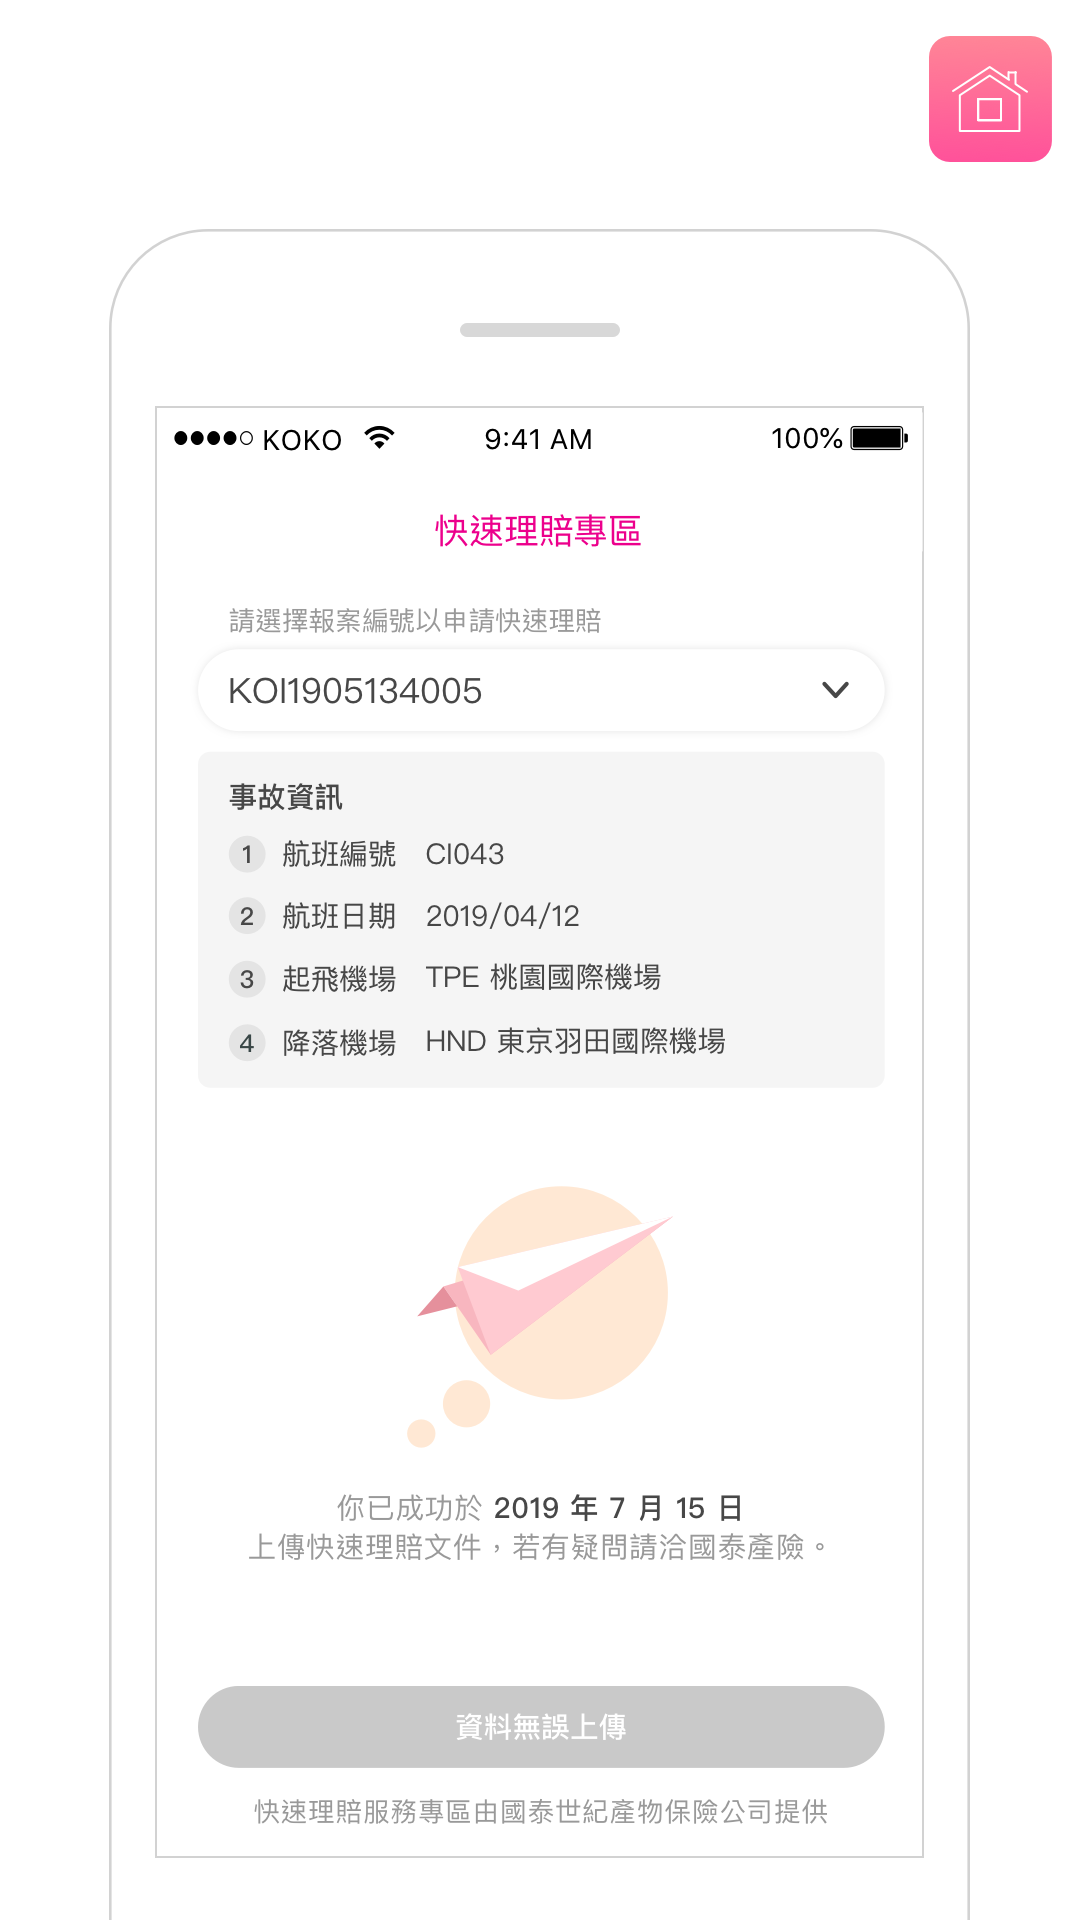 KOKO 9:41 AM 100%
快速理賠專區
請選擇報案編號以申請快速理賠
KOI1905134005
事故資訊
1 航班編號 CI043
2 航班日期 2019/04/12
3 起飛機場 TPE 桃園國際機場
4 降落機場 HND 東京羽田國際機場
你已成功於 2019 年 7 月 15 日
上傳快速理賠文件，若有疑問請洽國泰產險。
資料無誤上傳
快速理賠服務專區由國泰世紀產物保險公司提供